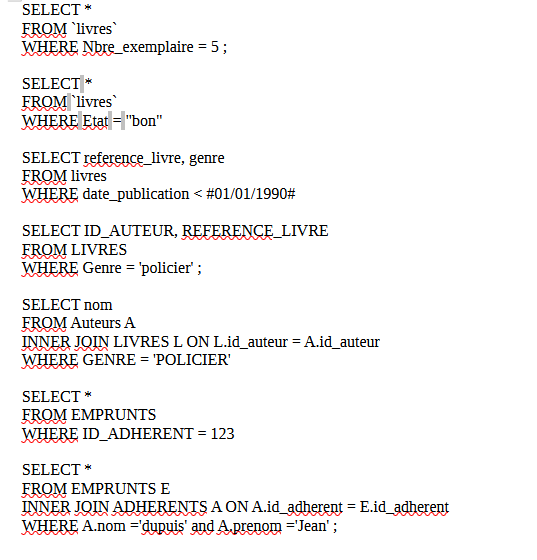 SELECT *
FROM `livres`
WHERE Nbre_exemplaire = 5 ;
SELECT *
FROM `livres`
WHERE Etat = "bon"
SELECT reference_livre, genre
FROM livres
WHERE date_publication < #01/01/1990#
SELECT ID_AUTEUR, REFERENCE_LIVRE
FROM LIVRES
WHERE Genre = 'policier' ;
SELECT nom
FROM Auteurs A
INNER JOIN LIVRES L ON L.id_auteur = A.id_auteur
WHERE GENRE = 'POLICIER'
SELECT *
FROM EMPRUNTS
WHERE ID_ADHERENT = 123
SELECT *
FROM EMPRUNTS E
INNER JOIN ADHERENTS A ON A.id_adherent = E.id_adherent
WHERE A.nom ='dupuis' and A.prenom ='Jean' ;